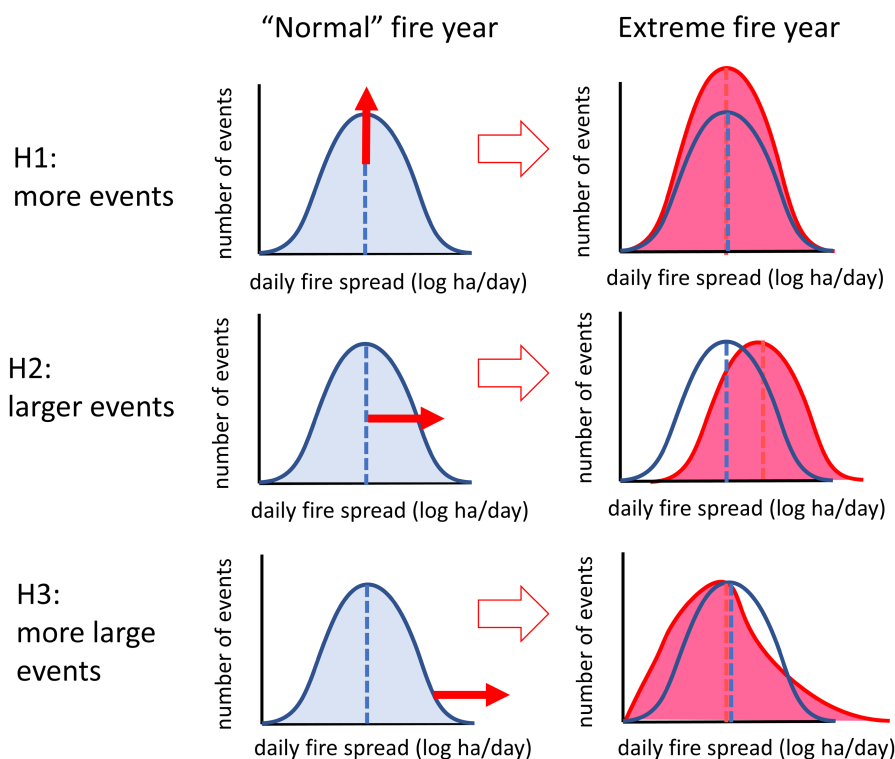 “Normal” fire year
Extreme fire year
H1:
more events
number of events
daily fire spread (log ha/day)
number of events
daily fire spread (log ha/day)
H2:
larger events
number of events
daily fire spread (log ha/day)
number of events
daily fire spread (log ha/day)
H3:
more large
events
number of events
daily fire spread (log ha/day)
number of events
daily fire spread (log ha/day)